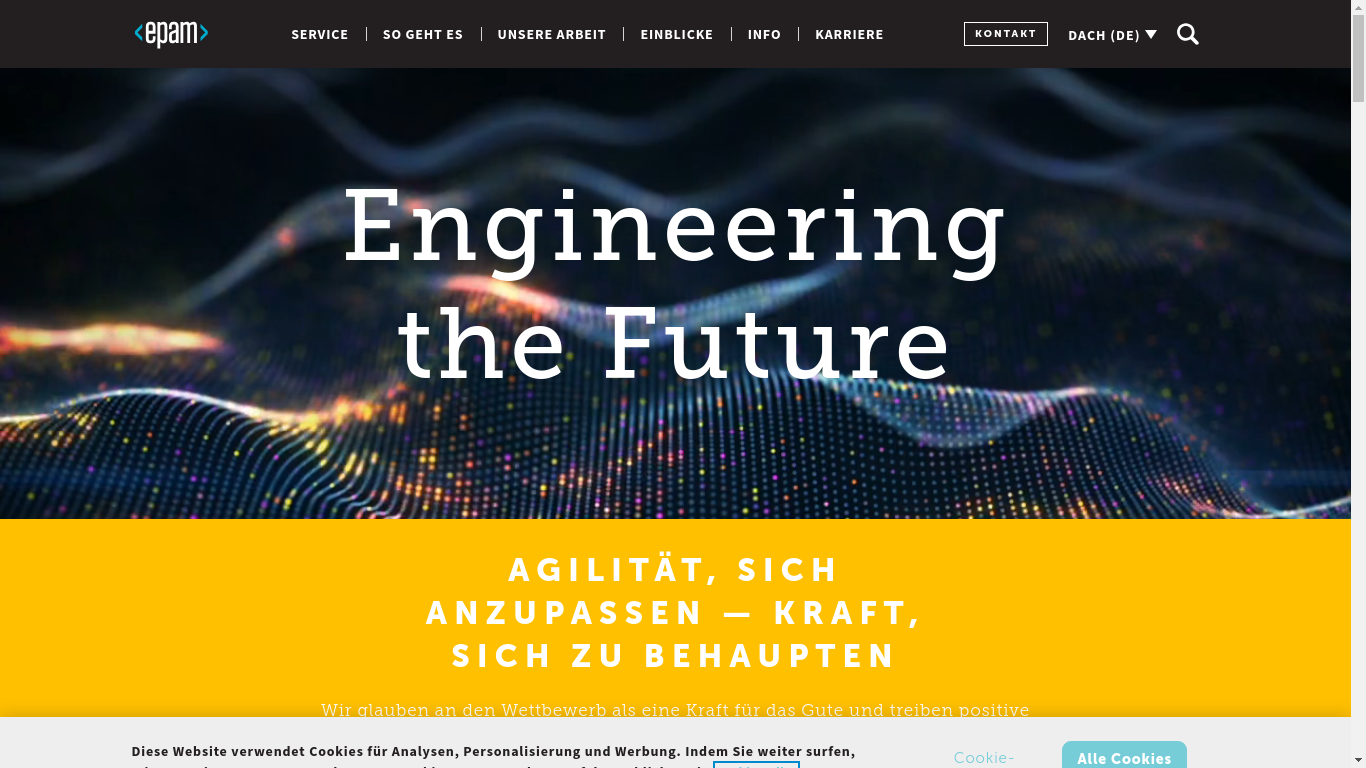 <epam>
SERVICE
SO GEHT ES
UNSERE ARBEIT
EINBLICKE
INFO
KARRIERE
KONTAKT
DACH (DE)
Engineering
the Future
AGILITÄT, SICH
ANZUPASSEN — KRAFT,
SICH ZU BEHAUPTEN
Wir glauben an den Wettbewerb als eine Kraft für das Gute und treiben positive
Diese Website verwendet Cookies für Analysen, Personalisierung und Werbung. Indem Sie weiter surfen,
Cookie-
Alle Cookies